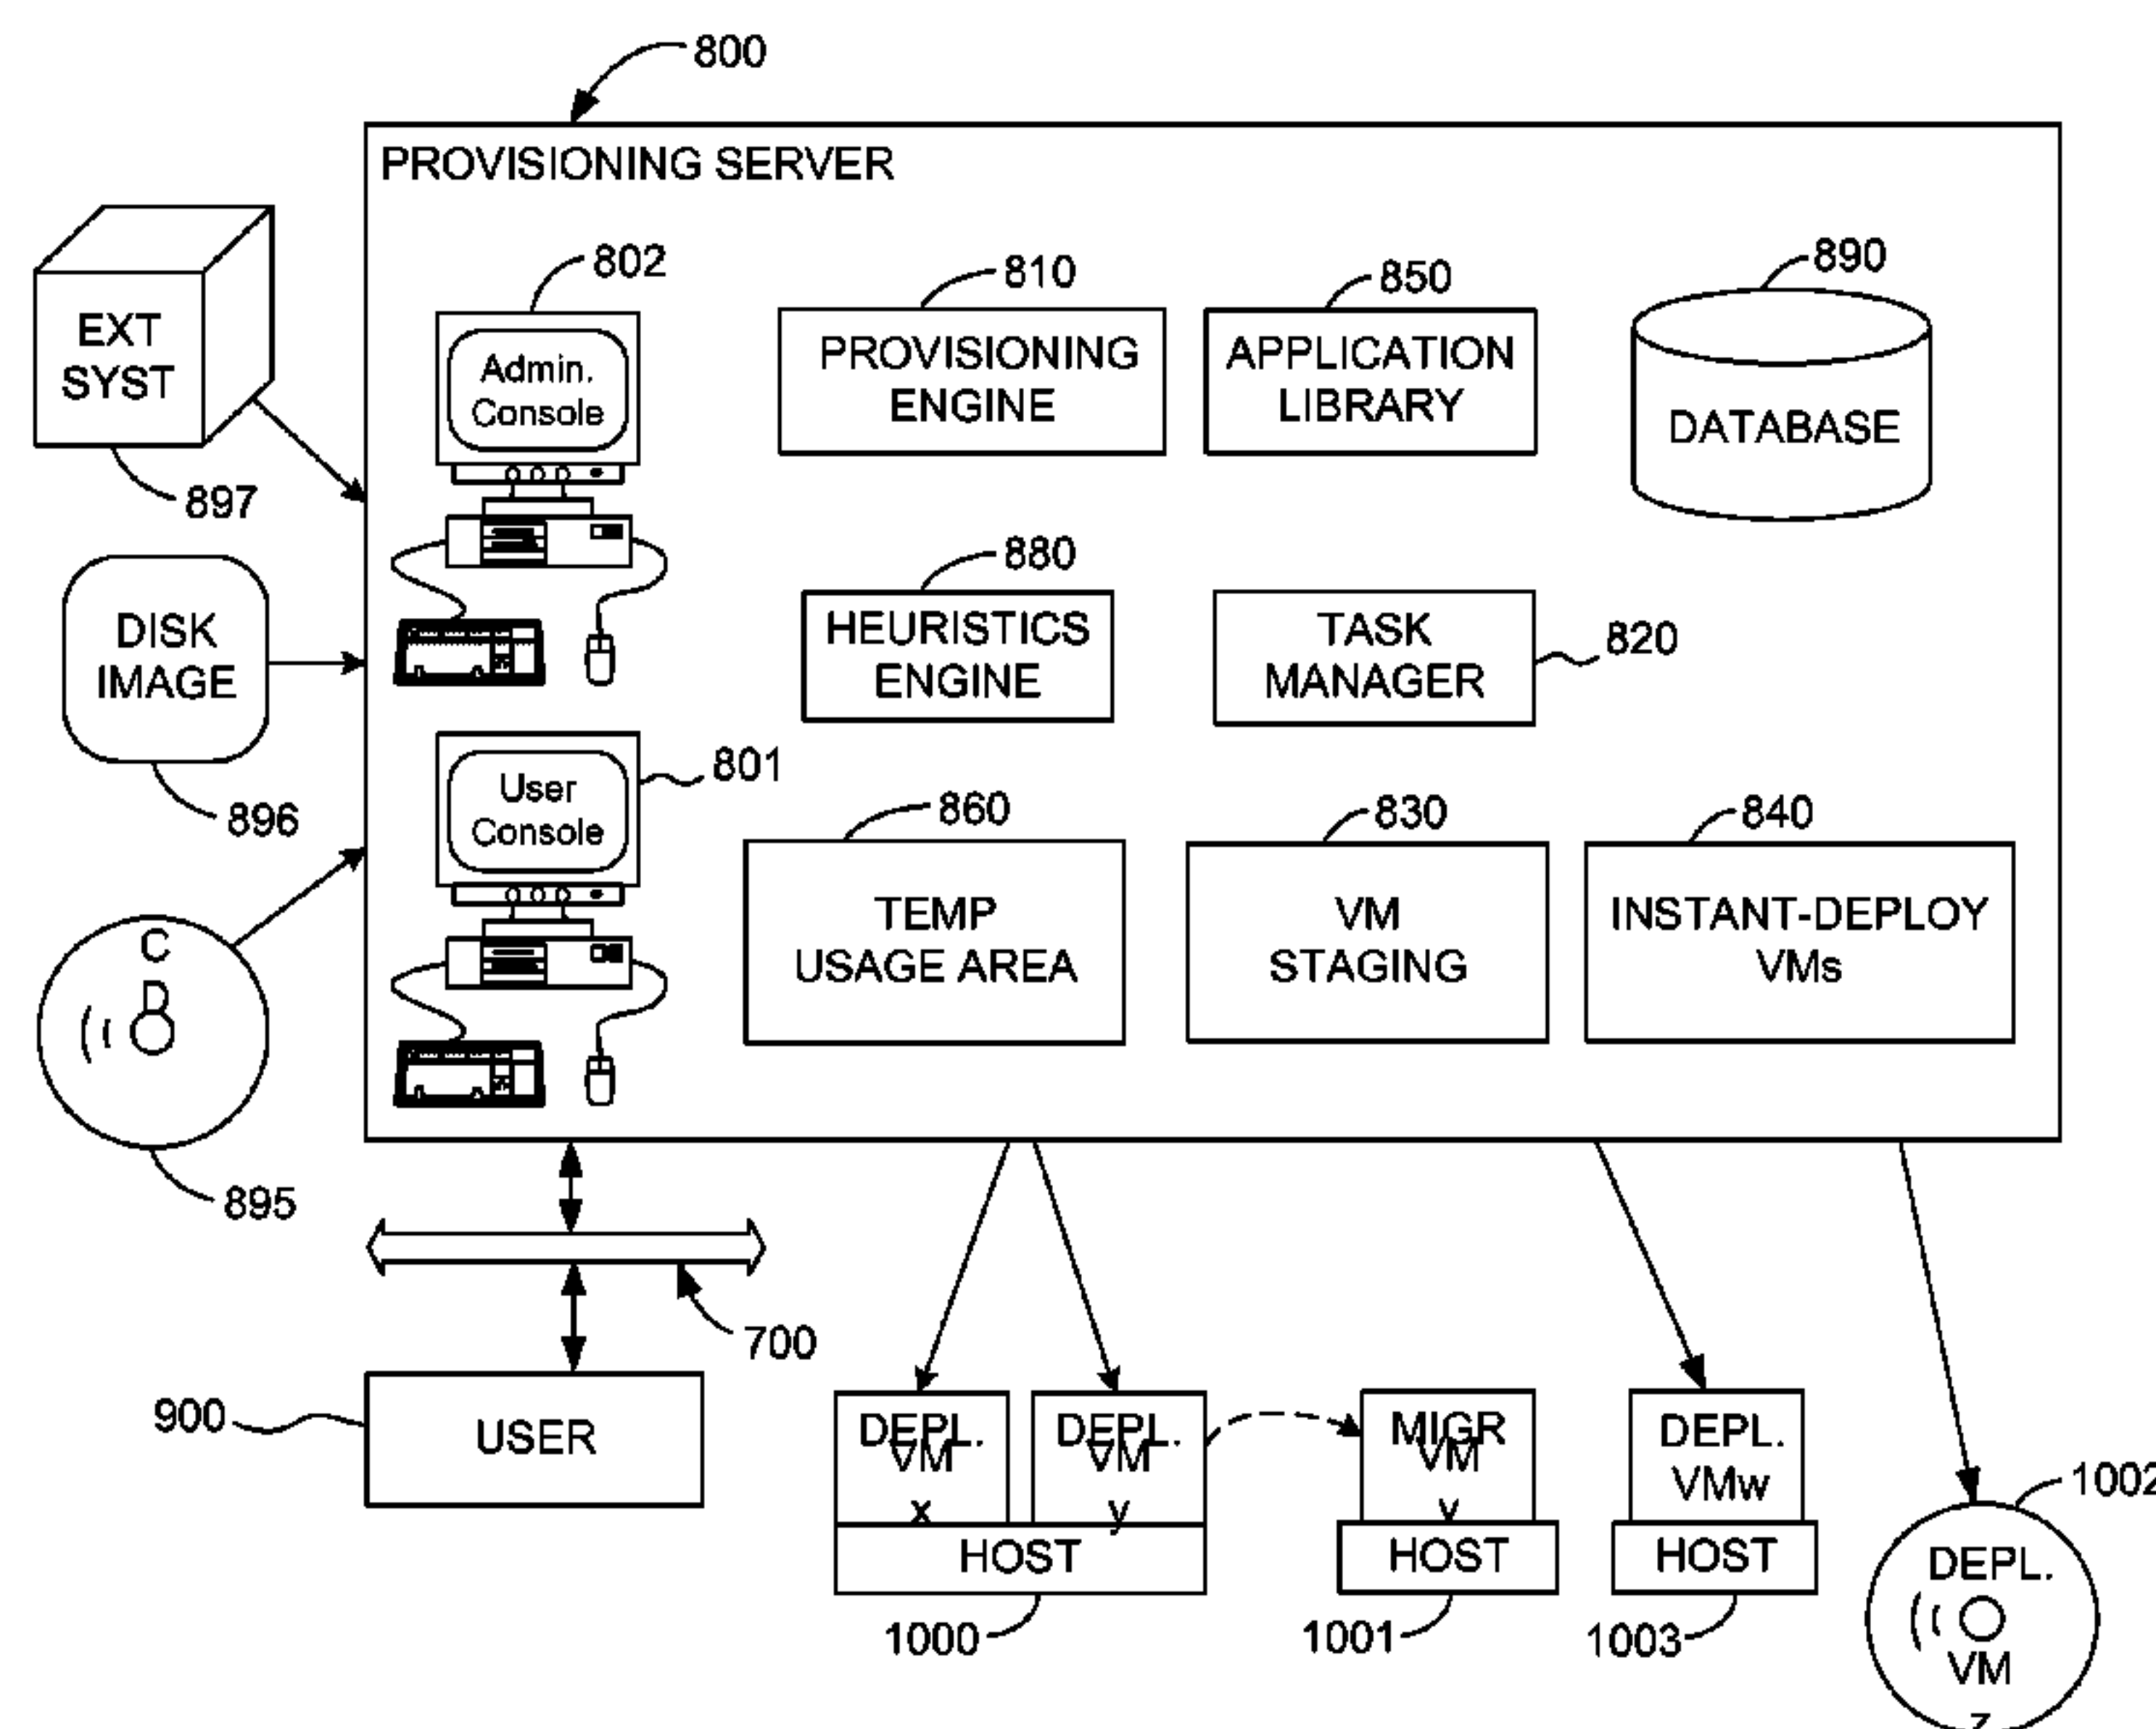 800
PROVISIONING SERVER
EXT
SYST
897
802
Admin.
Console
810
PROVISIONING
ENGINE
850
APPLICATION
LIBRARY
890
DATABASE
DISK
IMAGE
896
880
HEURISTICS
ENGINE
TASK
MANAGER
820
801
User
Console
C
D
895
860
TEMP
USAGE AREA
830
VM
STAGING
840
INSTANT-DEPLOY
VMs
700
900
USER
DEPL.
VM
x
DEPL.
VM
y
HOST
1000
MIGR
VM
y
HOST
1001
DEPL.
VMw
HOST
1003
1002
DEPL.
VM
z